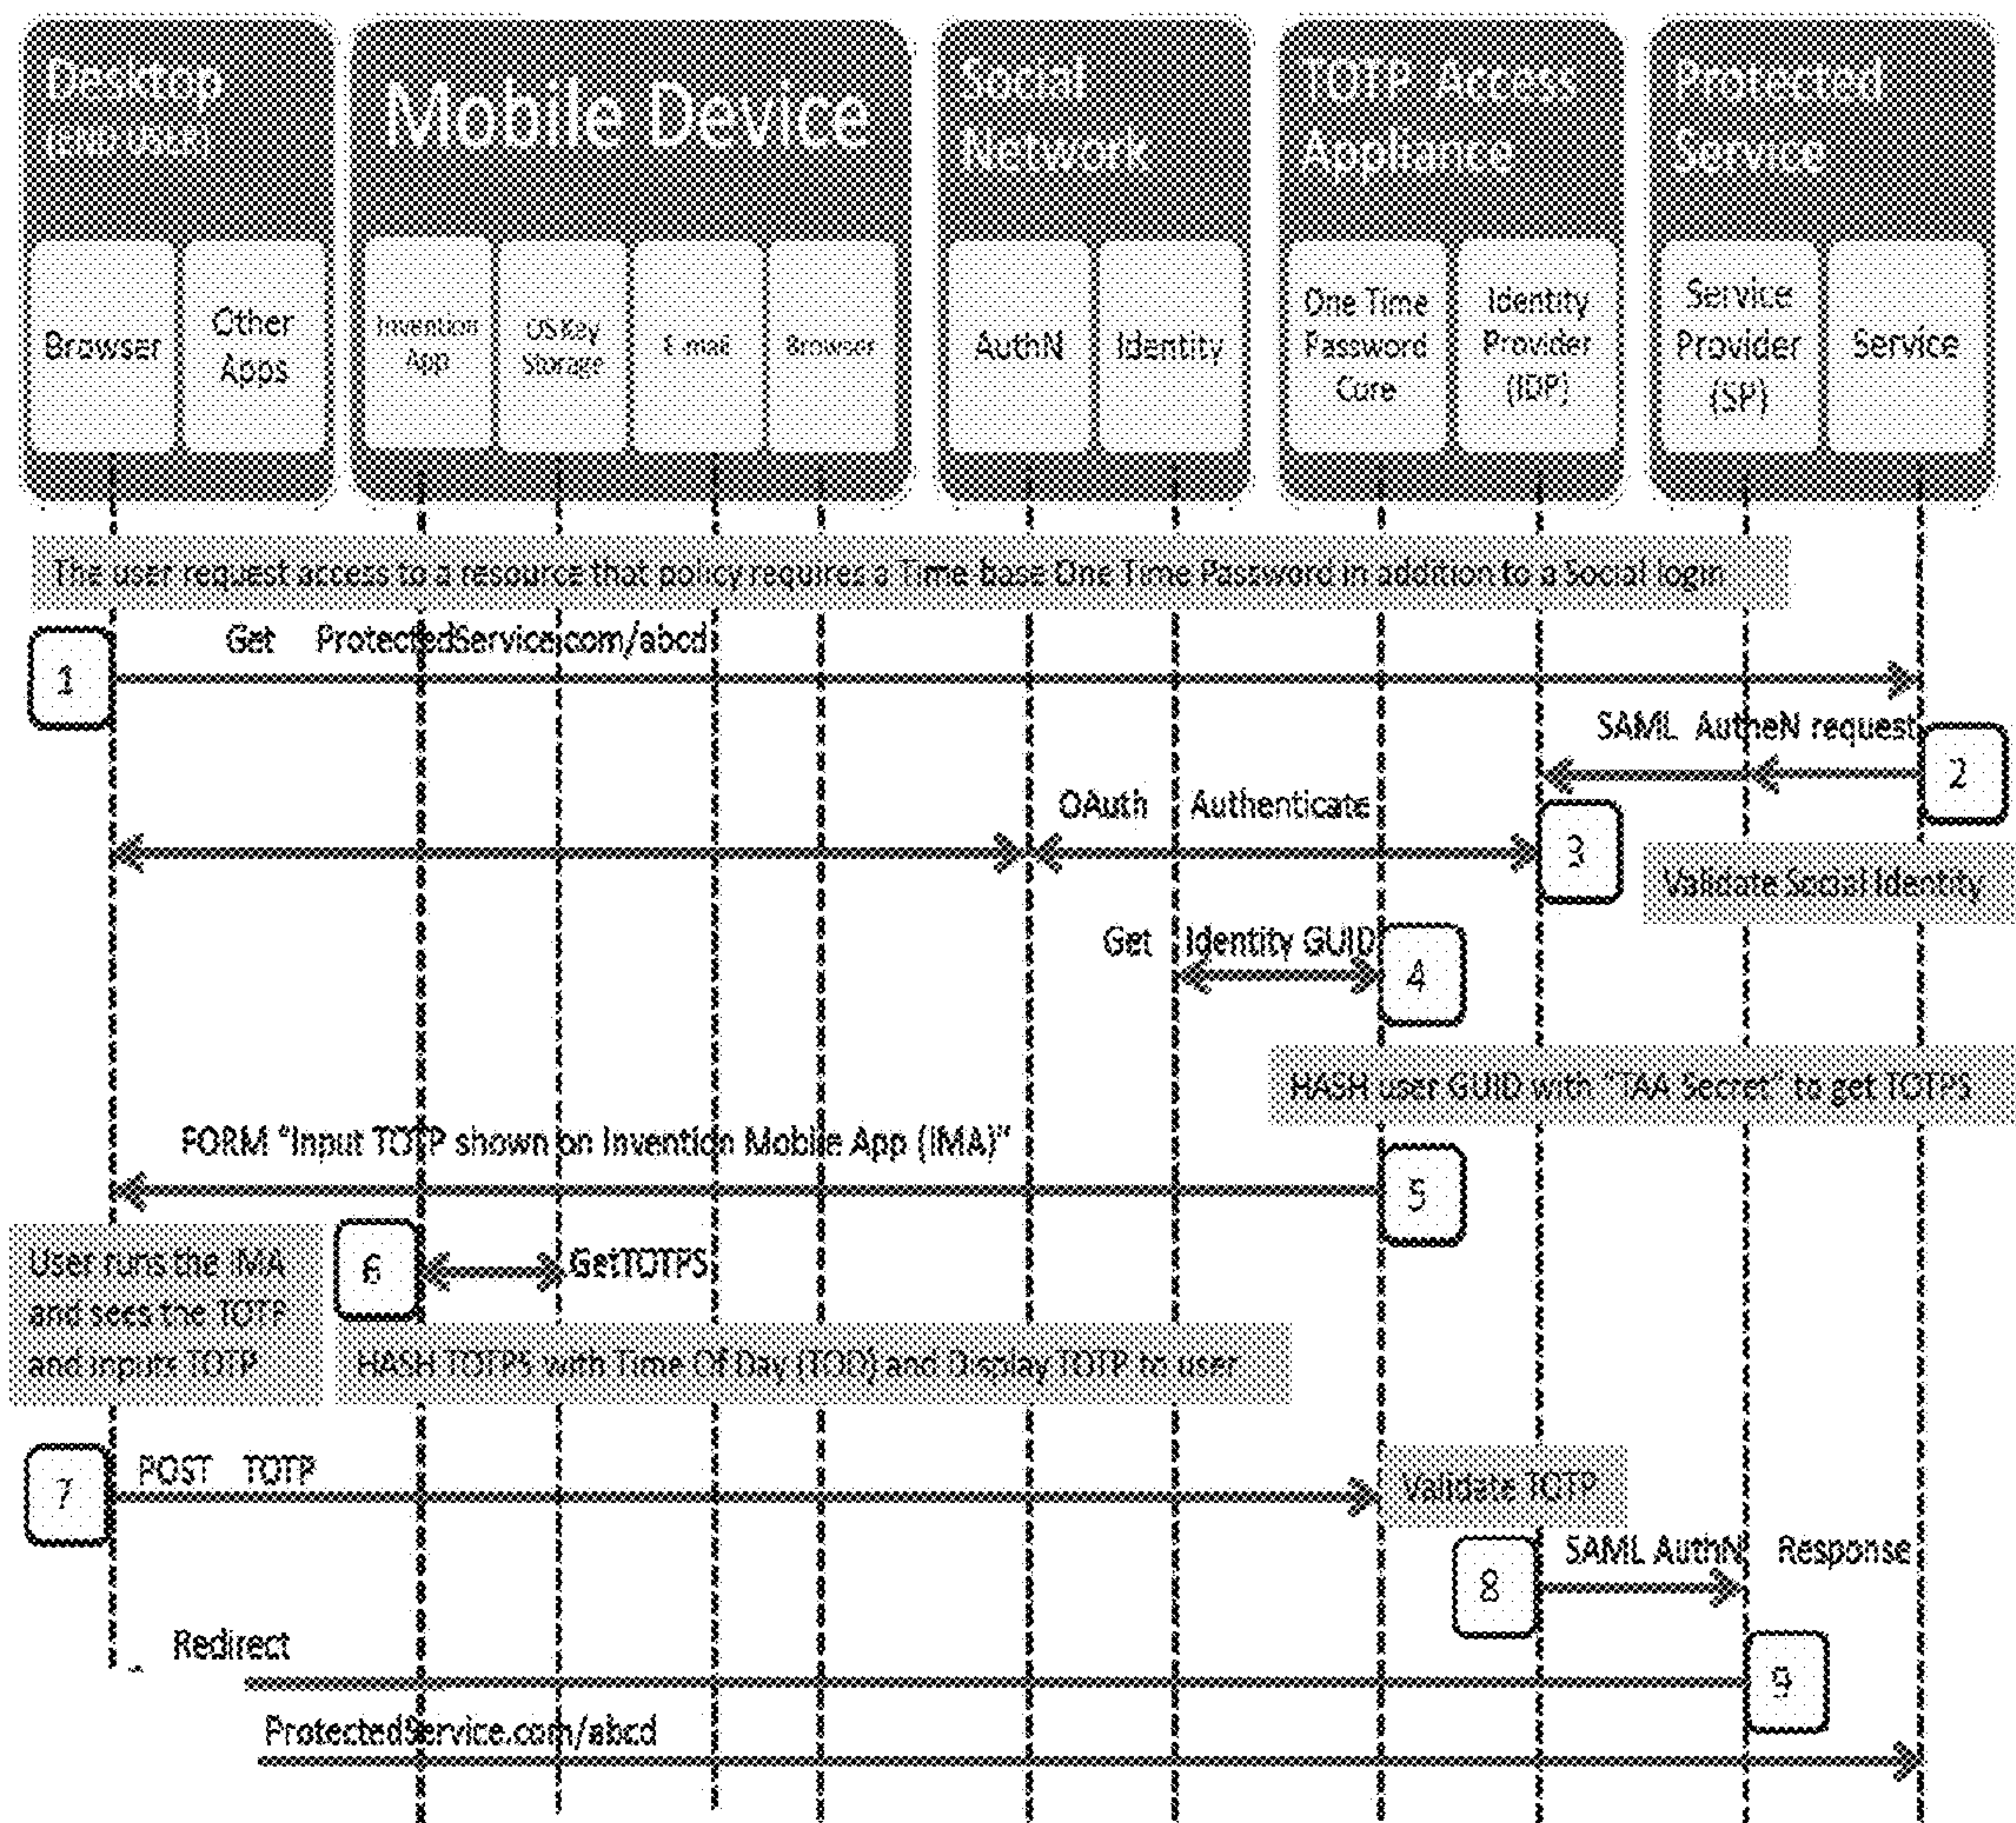 Desktop
(END USER)
Mobile Device
Social
Network
TOTP Access
Appliance
Protected
Service
Browser
Other
Apps
Invention
App
OS Key
Storage
E-mail
Browser
AuthN
Identity
One Time
Password
Core
Identity
Provider
(IDP)
Service
Provider
(SP)
Service
The user request access to a resource that policy requires a Time base One Time Password in addition to a Social login
1
Get ProtectedService.com/abcd
SAML AutheN request
2
OAuth Authenticate
3
Validate Social Identity
Get Identity GUID
4
HASH user GUID with "TAA Secret" to get TOTPS
FORM "Input TOTP shown on Invention Mobile App (IMA)"
5
User runs the IMA
and sees the TOTP
and inputs TOTP
6
GetTOTPS
HASH TOTPS with Time Of Day (TOD) and Display TOTP to user
7
POST TOTP
Validate TOTP
8
SAML AuthN Response
Redirect
9
ProtectedService.com/abcd